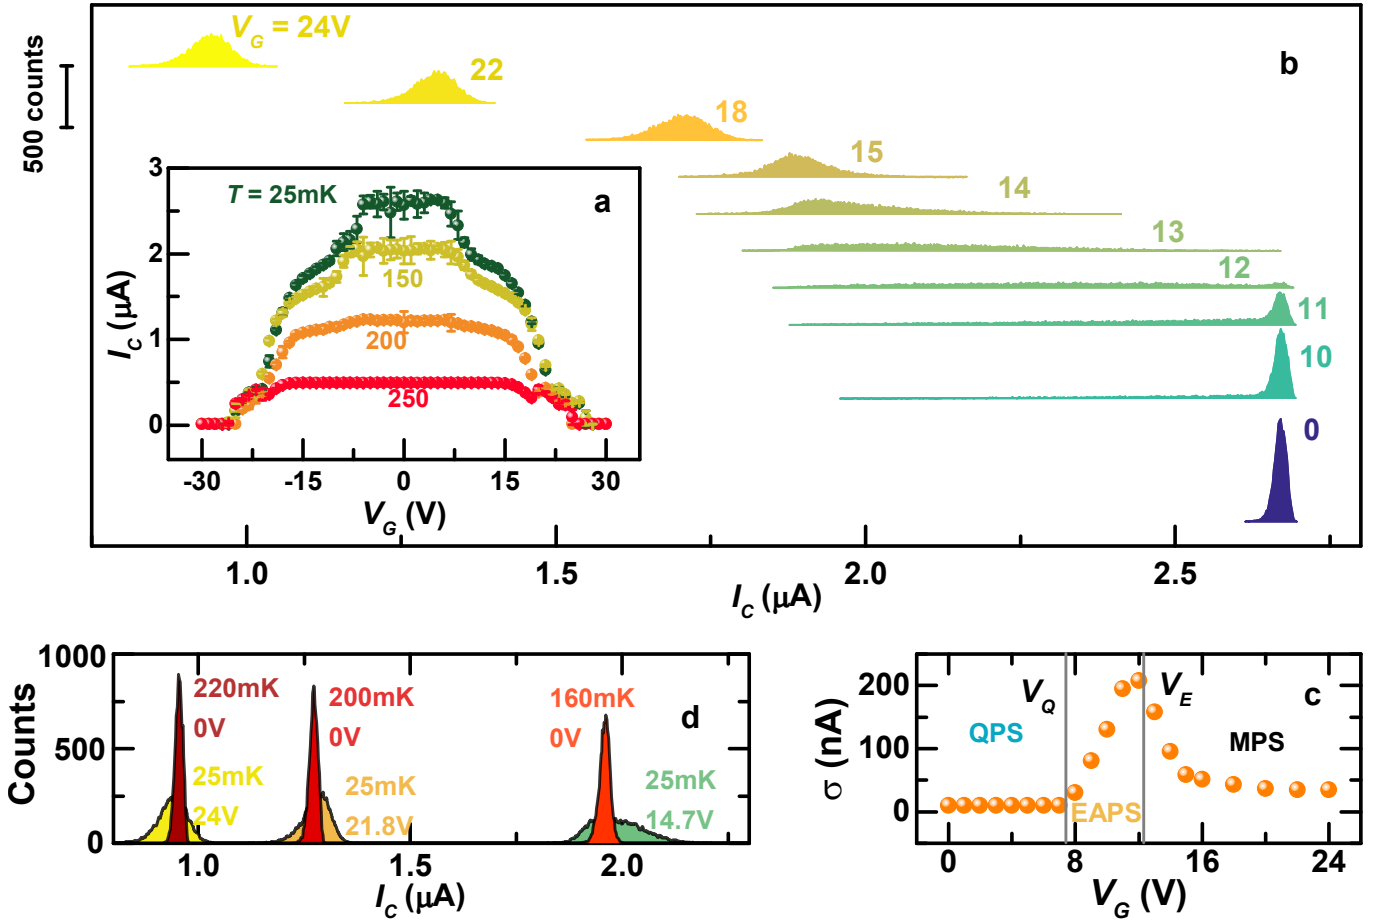 V_G = 24V
22
18
15
14
13
12
11
10
0
b
500 counts
T = 25mK
a
150
200
250
3
2
1
0
I_C (μA)
-30 -15 0 15 30
V_G (V)
1.0 1.5 2.0 2.5
I_C (μA)
1000
500
0
Counts
220mK
0V
25mK
24V
200mK
0V
25mK
21.8V
160mK
0V
25mK
14.7V
d
1.0 1.5 2.0
I_C (μA)
200
100
0
σ (nA)
V_Q
V_E
c
QPS
EAPS
MPS
0 8 16 24
V_G (V)